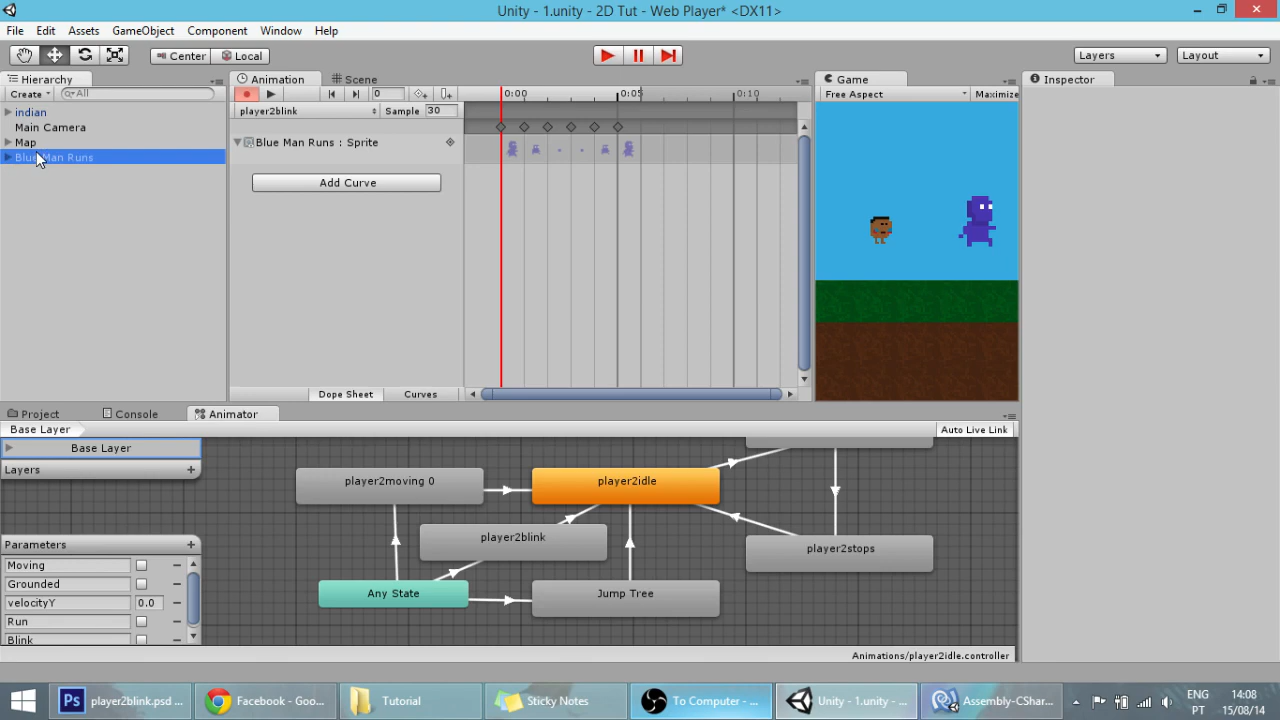 Unity - 1.unity - 2D Tut - Web Player* <DX11>
File Edit Assets GameObject Component Window Help
Center Local Layers Layout
Hierarchy Animation Scene Game Inspector
Create All 0 0:00 0:05 0:10 Free Aspect Maximize
player2blink Sample 30
indian
Main Camera
Map
Blue Man Runs
Blue Man Runs : Sprite
Add Curve
Dope Sheet Curves
Project Console Animator
Base Layer Auto Live Link
Base Layer
Layers
player2moving 0 player2idle
player2blink
player2stops
Any State Jump Tree
Parameters
Moving
Grounded
velocityY 0.0
Run
Blink
Animations/player2idle.controller
player2blink.psd ... Facebook - Goo... Tutorial Sticky Notes To Computer - ... Unity - 1.unity - ... Assembly-CShar...
ENG 14:08
PT 15/08/14